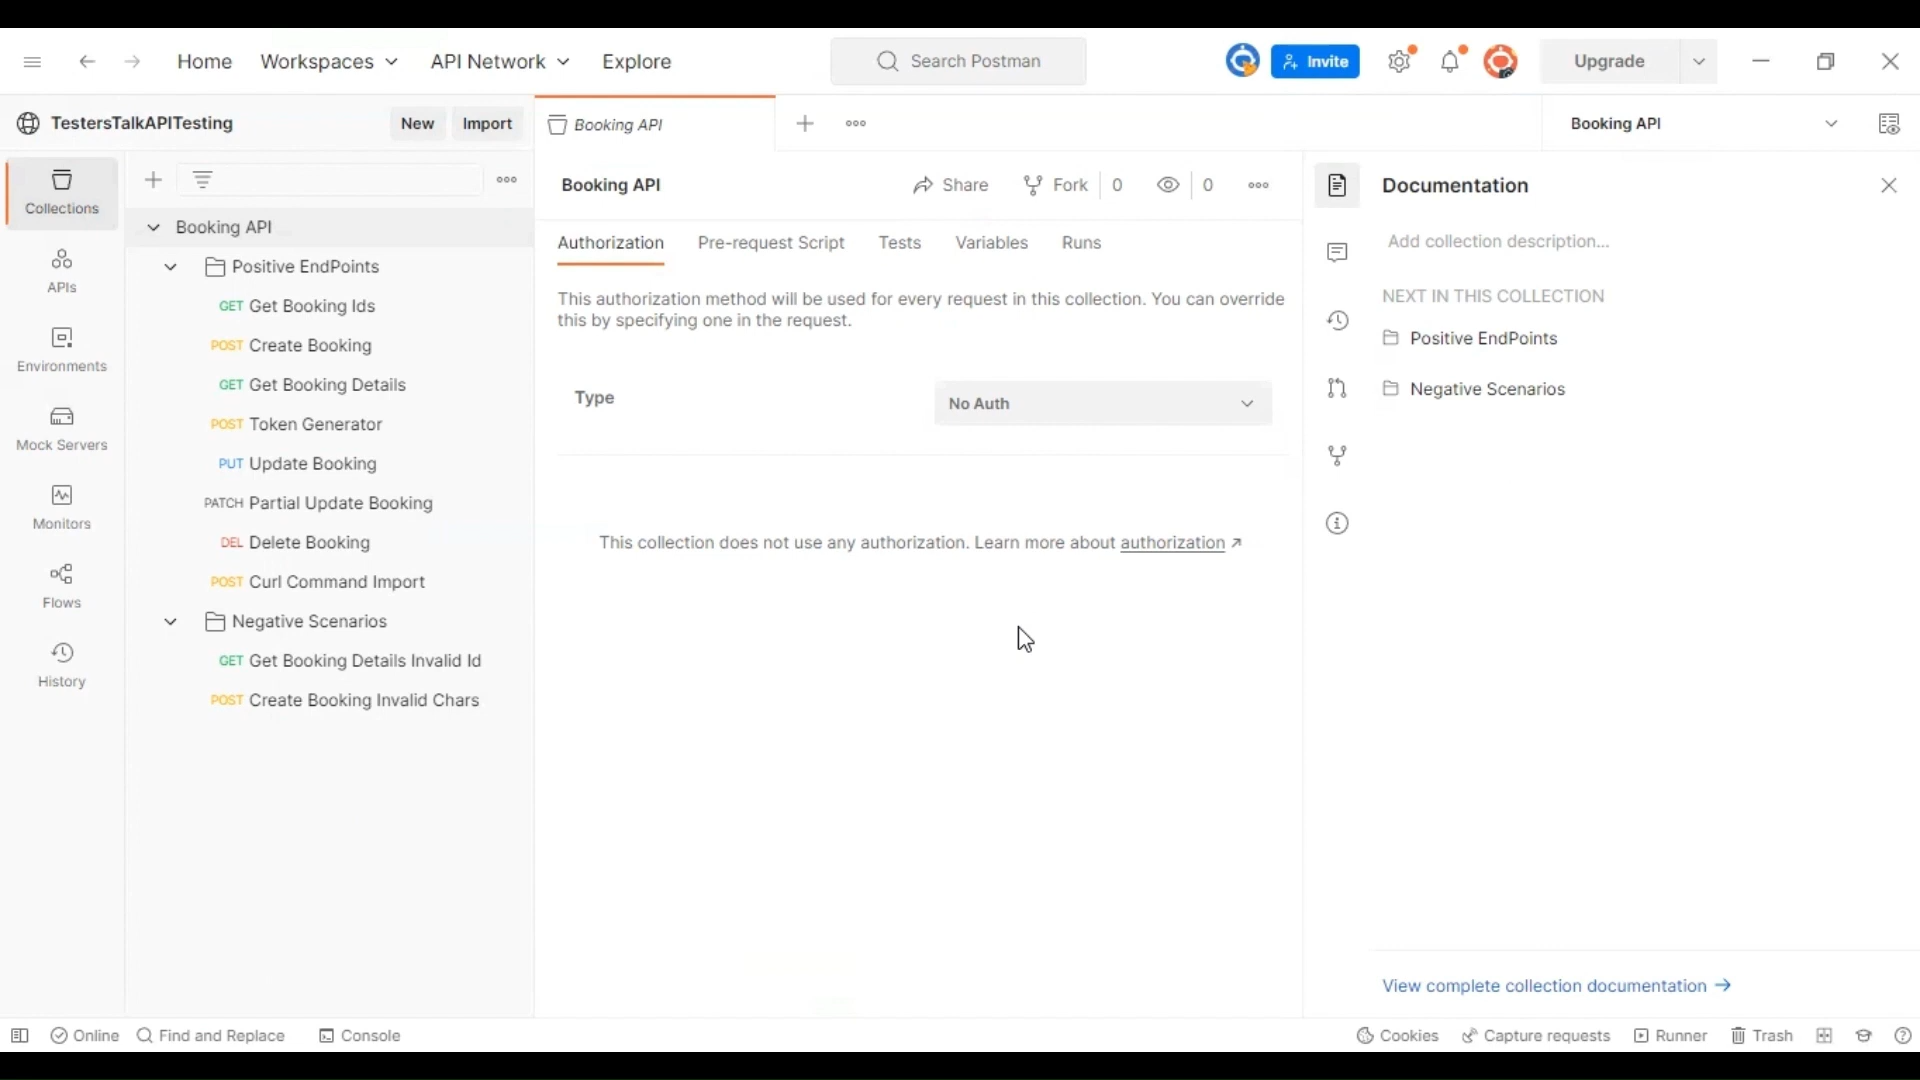 Home
Workspaces
API Network
Explore
Search Postman
Invite
Upgrade
TestersTalkAPITesting
New
Import
Booking API
Booking API
Collections
APIs
Environments
Mock Servers
Monitors
Flows
History
Booking API
Positive EndPoints
GET Get Booking Ids
POST Create Booking
GET Get Booking Details
POST Token Generator
PUT Update Booking
PATCH Partial Update Booking
DEL Delete Booking
POST Curl Command Import
Negative Scenarios
GET Get Booking Details Invalid Id
POST Create Booking Invalid Chars
Booking API
Share
Fork
0
0
Authorization
Pre-request Script
Tests
Variables
Runs
This authorization method will be used for every request in this collection. You can override
this by specifying one in the request.
Type
No Auth
This collection does not use any authorization. Learn more about authorization
Documentation
Add collection description...
NEXT IN THIS COLLECTION
Positive EndPoints
Negative Scenarios
View complete collection documentation
Online
Find and Replace
Console
Cookies
Capture requests
Runner
Trash